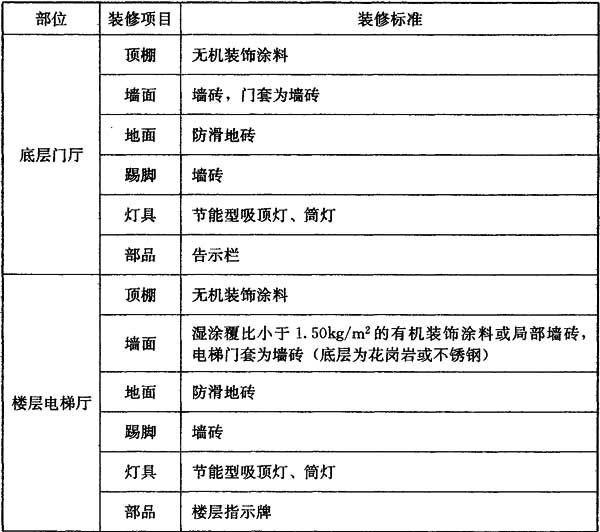 部位 装修项目 装修标准
底层门厅
顶棚 无机装饰涂料
墙面 墙砖，门套为墙砖
地面 防滑地砖
踢脚 墙砖
灯具 节能型吸顶灯、筒灯
部品 告示栏
楼层电梯厅
顶棚 无机装饰涂料
墙面 湿涂覆比小于1.50kg/m²的有机装饰涂料或局部墙砖，
电梯门套为墙砖（底层为花岗岩或不锈钢）
地面 防滑地砖
踢脚 墙砖
灯具 节能型吸顶灯、筒灯
部品 楼层指示牌